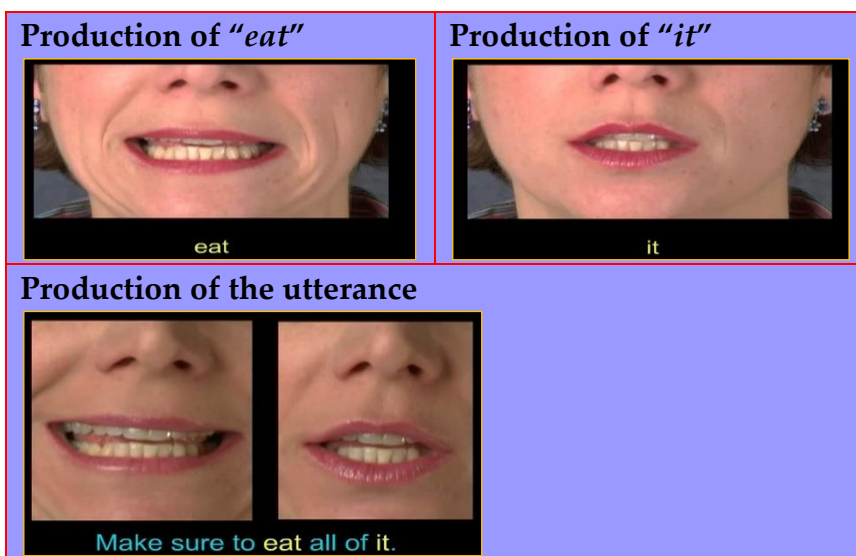 Production of “eat”
Production of “it”
eat
it
Production of the utterance
Make sure to eat all of it.